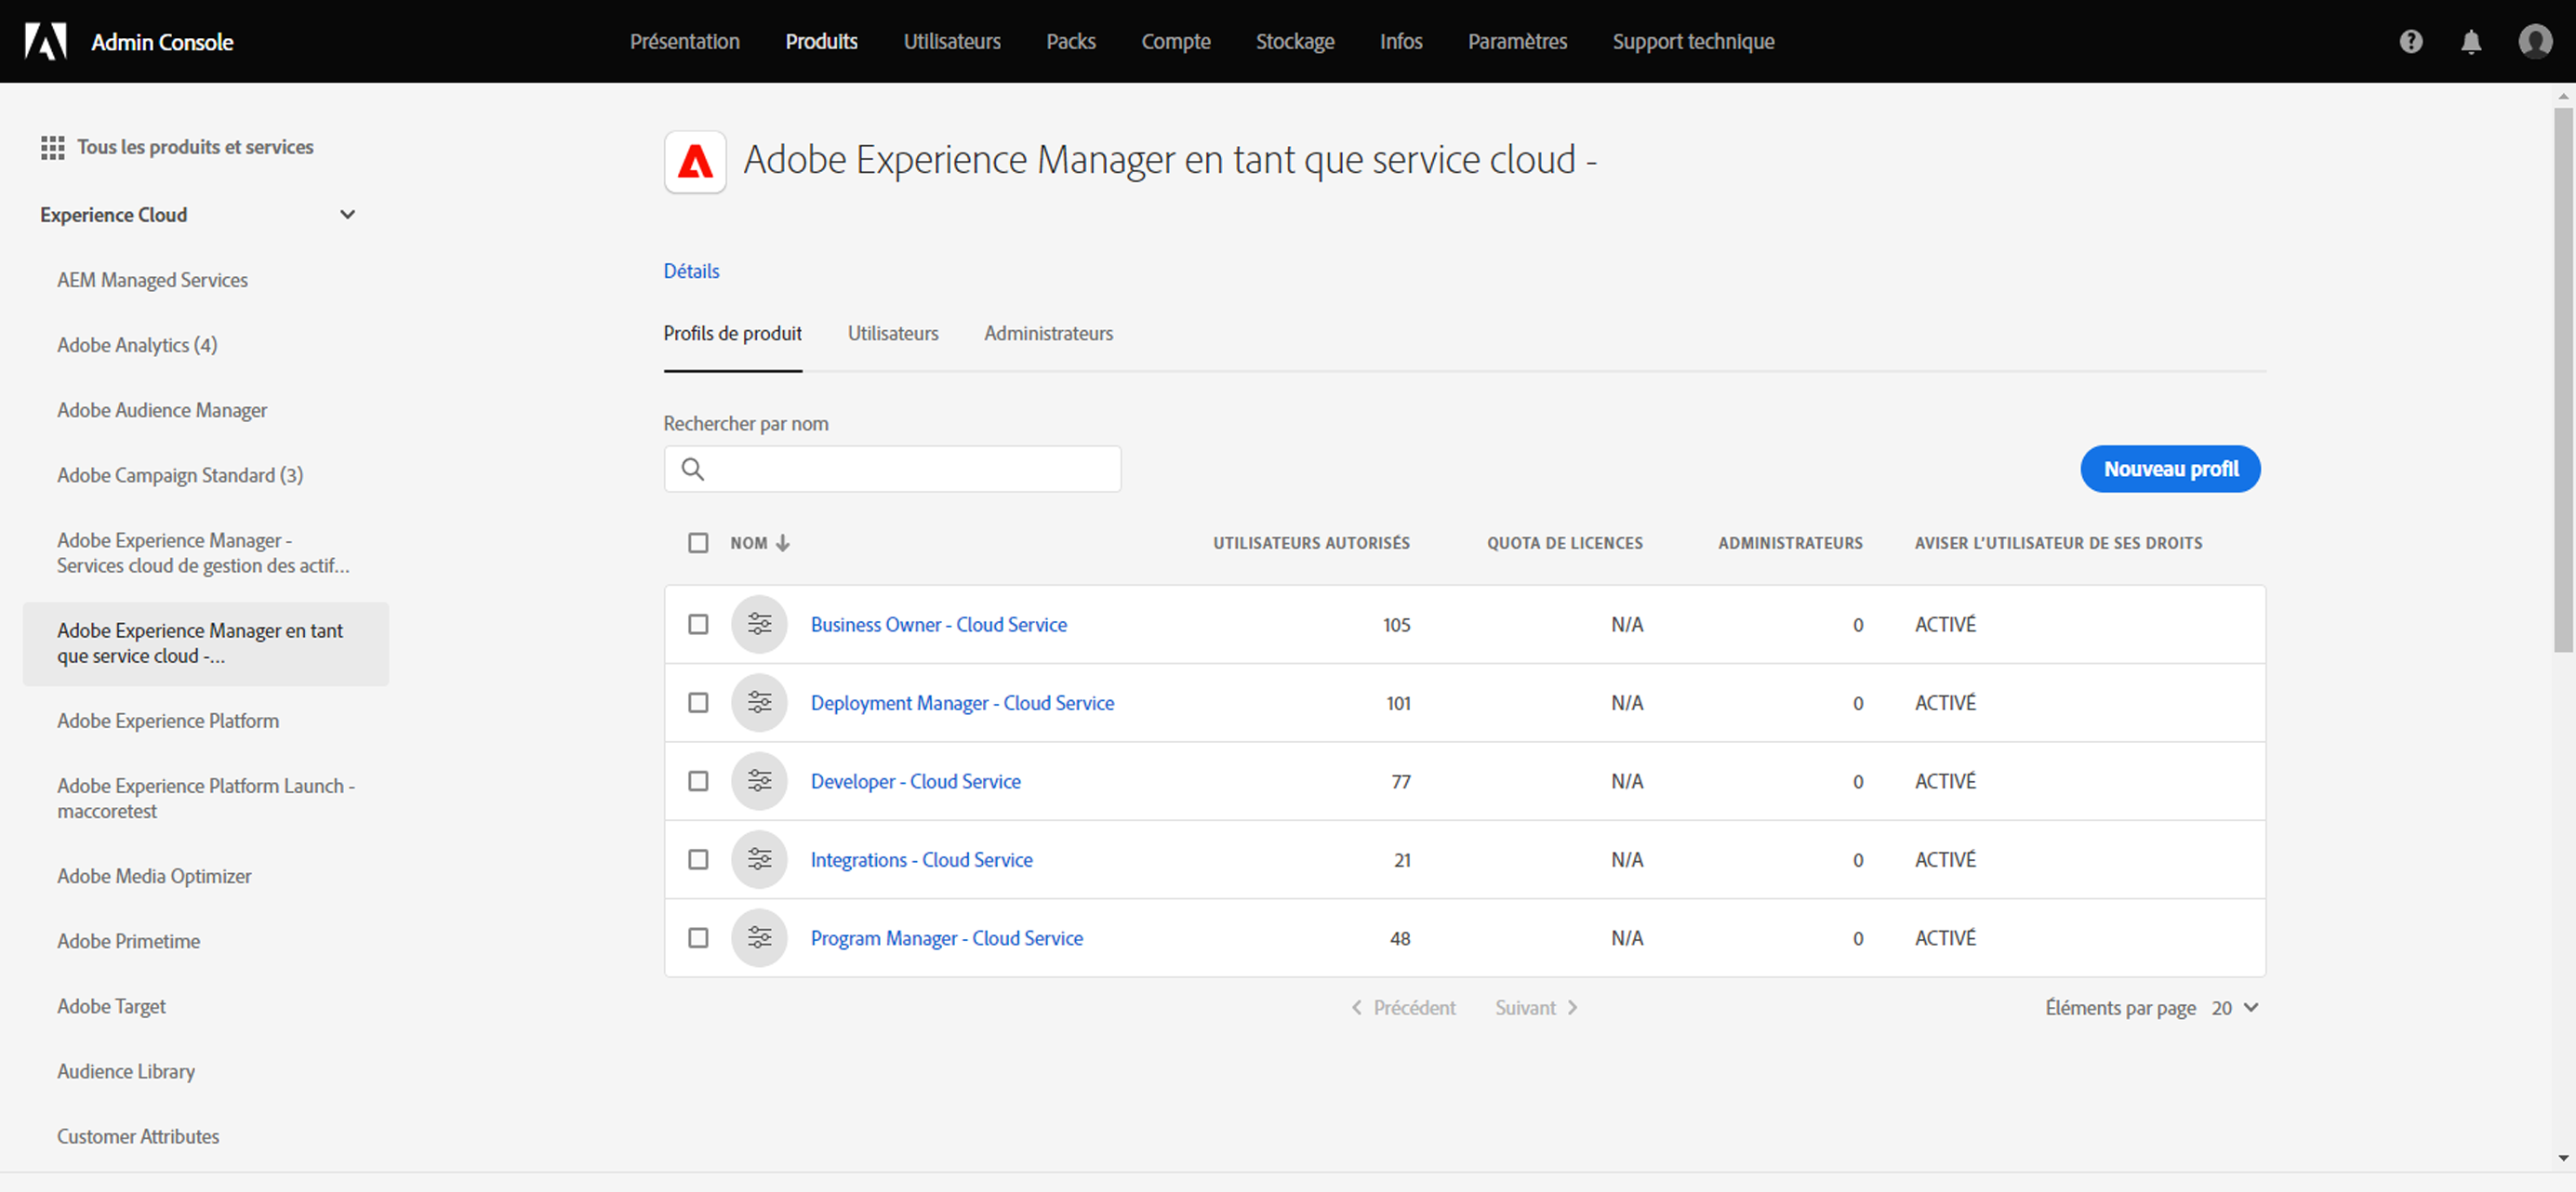 Admin Console
Présentation Produits Utilisateurs Packs Compte Stockage Infos Paramètres Support technique
Tous les produits et services
Experience Cloud
AEM Managed Services
Adobe Analytics (4)
Adobe Audience Manager
Adobe Campaign Standard (3)
Adobe Experience Manager -
Services cloud de gestion des actif...
Adobe Experience Manager en tant
que service cloud -...
Adobe Experience Platform
Adobe Experience Platform Launch -
maccoretest
Adobe Media Optimizer
Adobe Primetime
Adobe Target
Audience Library
Customer Attributes
Adobe Experience Manager en tant que service cloud -
Détails
Profils de produit Utilisateurs Administrateurs
Rechercher par nom
Nouveau profil
NOM UTILISATEURS AUTORISÉS QUOTA DE LICENCES ADMINISTRATEURS AVISER L'UTILISATEUR DE SES DROITS
Business Owner - Cloud Service 105 N/A 0 ACTIVÉ
Deployment Manager - Cloud Service 101 N/A 0 ACTIVÉ
Developer - Cloud Service 77 N/A 0 ACTIVÉ
Integrations - Cloud Service 21 N/A 0 ACTIVÉ
Program Manager - Cloud Service 48 N/A 0 ACTIVÉ
Précédent Suivant Éléments par page 20